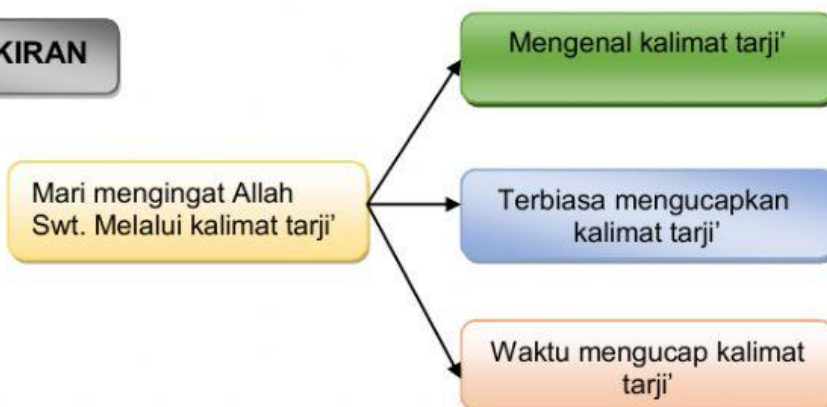 KIRAN
Mengenal kalimat tarji’
Mari mengingat Allah
Swt. Melalui kalimat tarji’
Terbiasa mengucapkan
kalimat tarji’
Waktu mengucap kalimat
tarji’